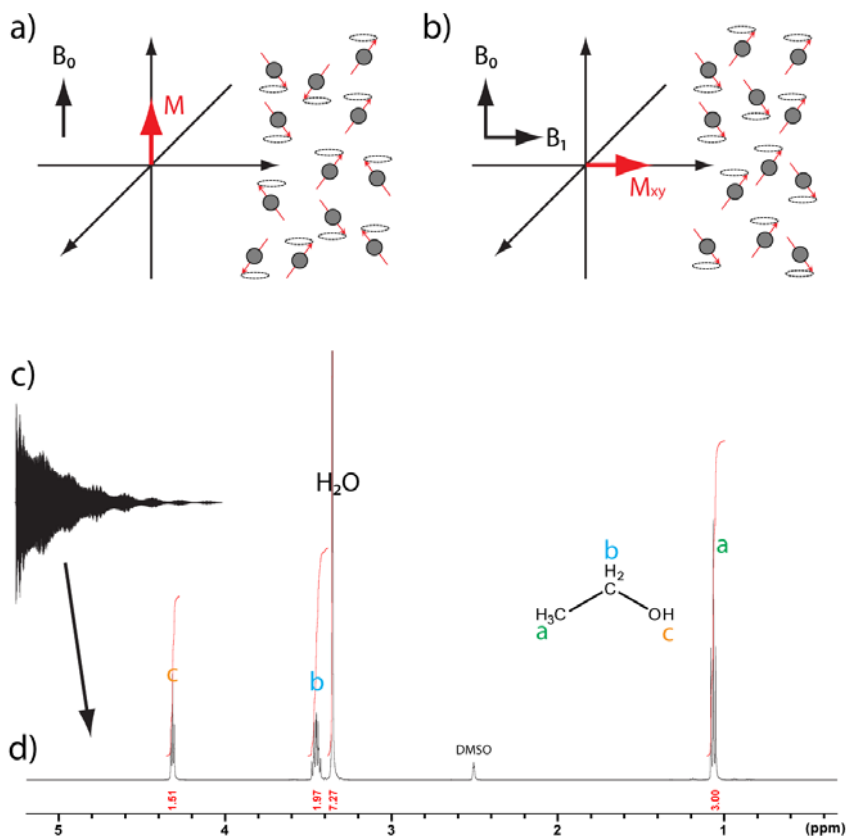 a)
B₀
M
b)
B₀
B₁
Mxy
c)
H₂O
a
b
H₂
C
H₃C
OH
a
c
c
b
d)
DMSO
1.51
1.97
7.27
3.00
5
4
3
2
1
(ppm)